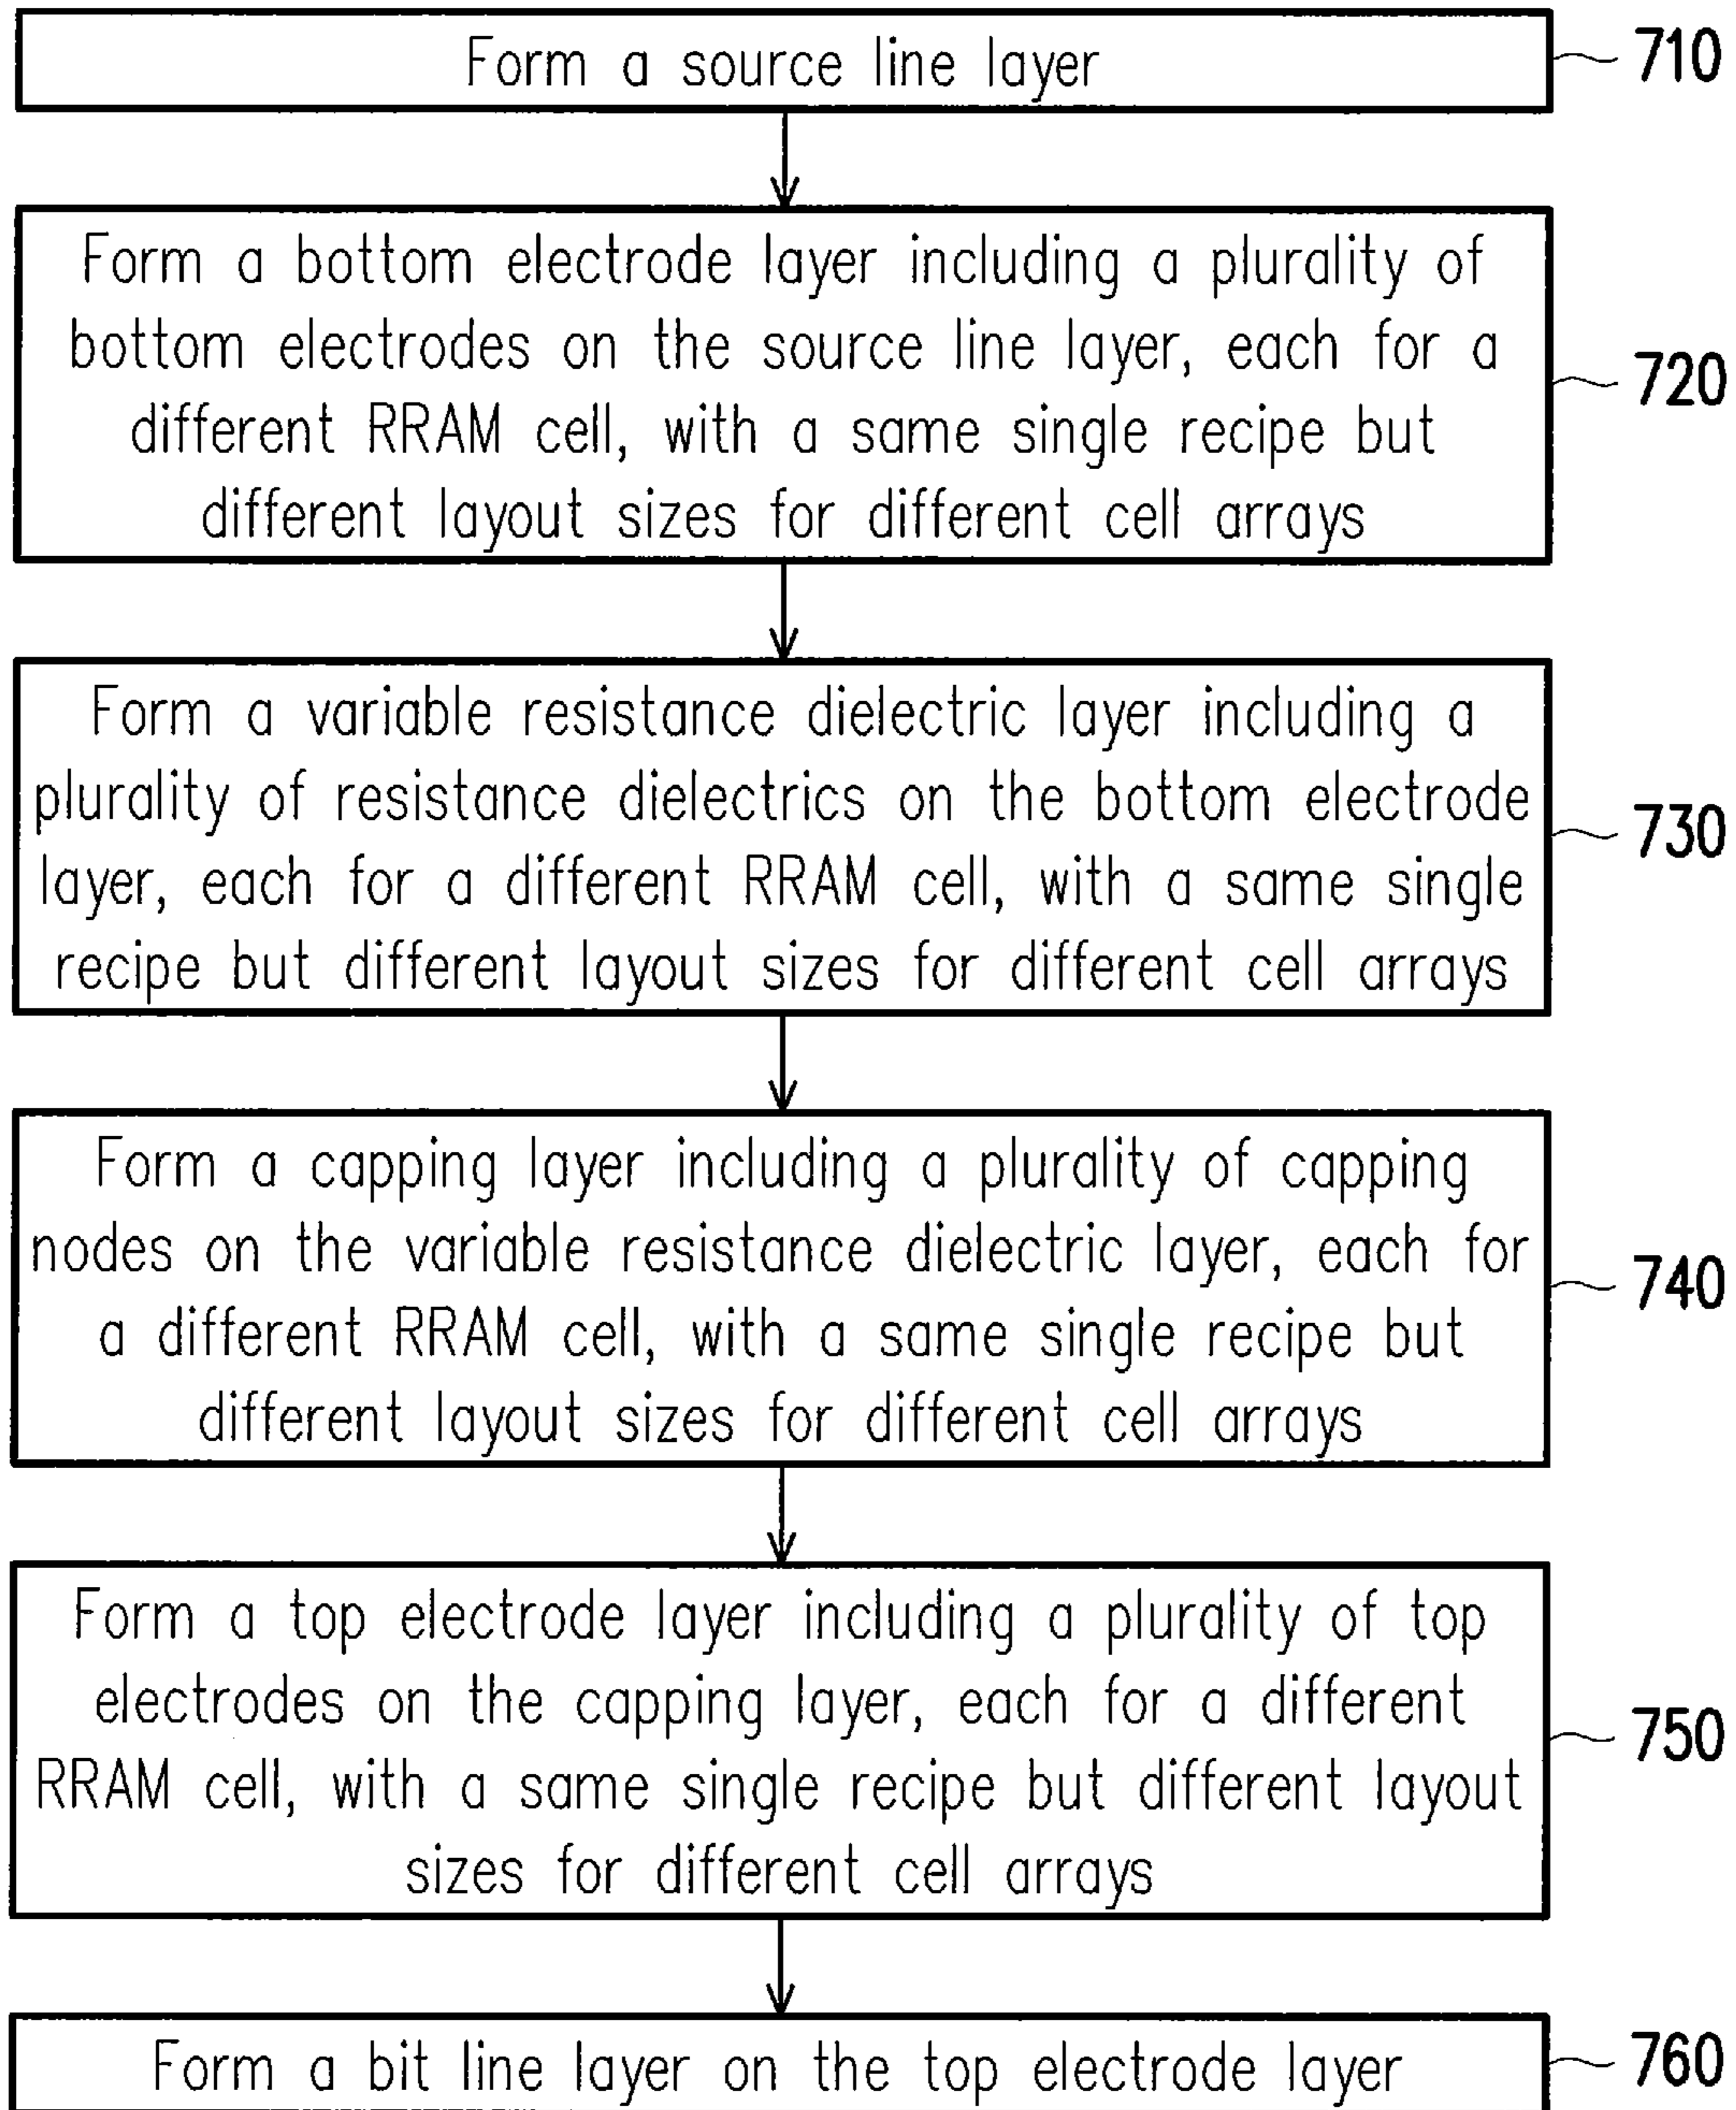 Form a source line layer
710
Form a bottom electrode layer including a plurality of
bottom electrodes on the source line layer, each for a
different RRAM cell, with a same single recipe but
different layout sizes for different cell arrays
720
Form a variable resistance dielectric layer including a
plurality of resistance dielectrics on the bottom electrode
layer, each for a different RRAM cell, with a same single
recipe but different layout sizes for different cell arrays
730
Form a capping layer including a plurality of capping
nodes on the variable resistance dielectric layer, each for
a different RRAM cell, with a same single recipe but
different layout sizes for different cell arrays
740
Form a top electrode layer including a plurality of top
electrodes on the capping layer, each for a different
RRAM cell, with a same single recipe but different layout
sizes for different cell arrays
750
Form a bit line layer on the top electrode layer
760